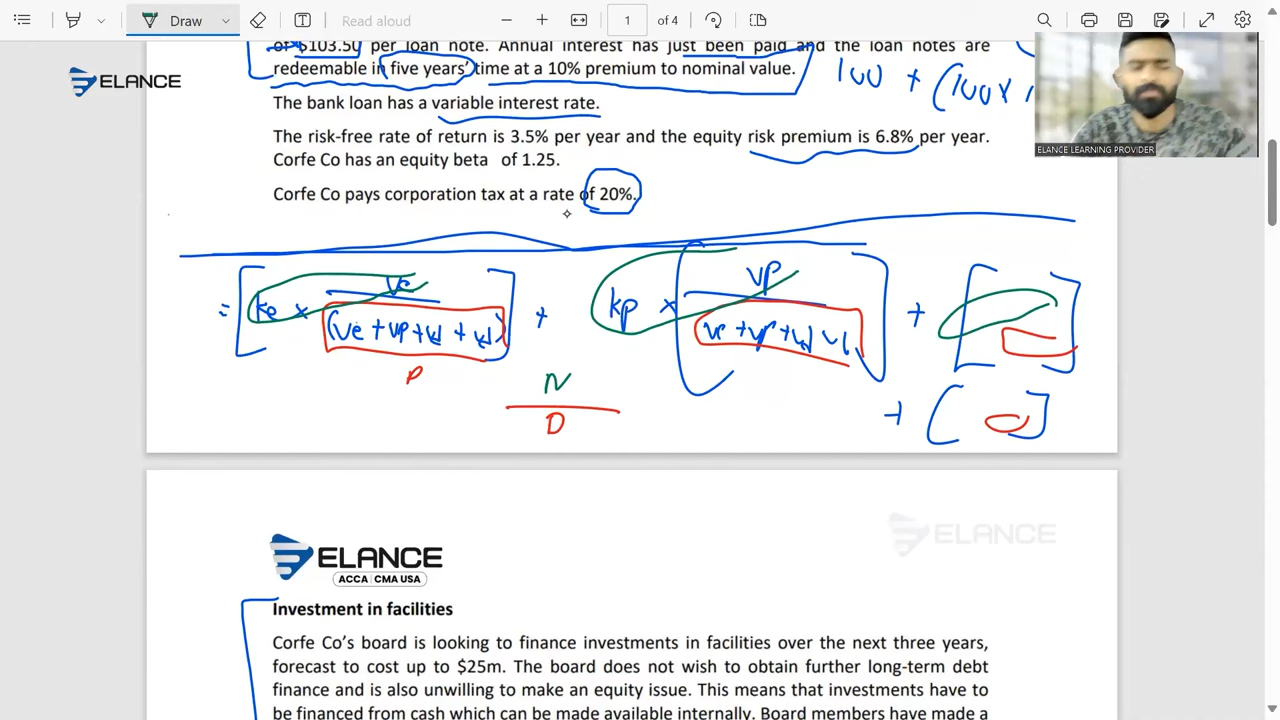 Draw
Read aloud
1 of 4
of $103.50 per loan note. Annual interest has just been paid and the loan notes are
redeemable in five years' time at a 10% premium to nominal value.
100 + (100 x 1
ELANCE
The bank loan has a variable interest rate.
The risk-free rate of return is 3.5% per year and the equity risk premium is 6.8% per year.
Corfe Co has an equity beta of 1.25.
ELANCE LEARNING PROVIDER
Corfe Co pays corporation tax at a rate of 20%.
= [ke x ve
(ve + vp + vd + vd)] + kp x [vp
+ [ ]
P
N
D
+ [ ]
ELANCE
ACCA | CMA USA
ELANCE
Investment in facilities
Corfe Co's board is looking to finance investments in facilities over the next three years,
forecast to cost up to $25m. The board does not wish to obtain further long-term debt
finance and is also unwilling to make an equity issue. This means that investments have to
be financed from cash which can be made available internally. Board members have made a